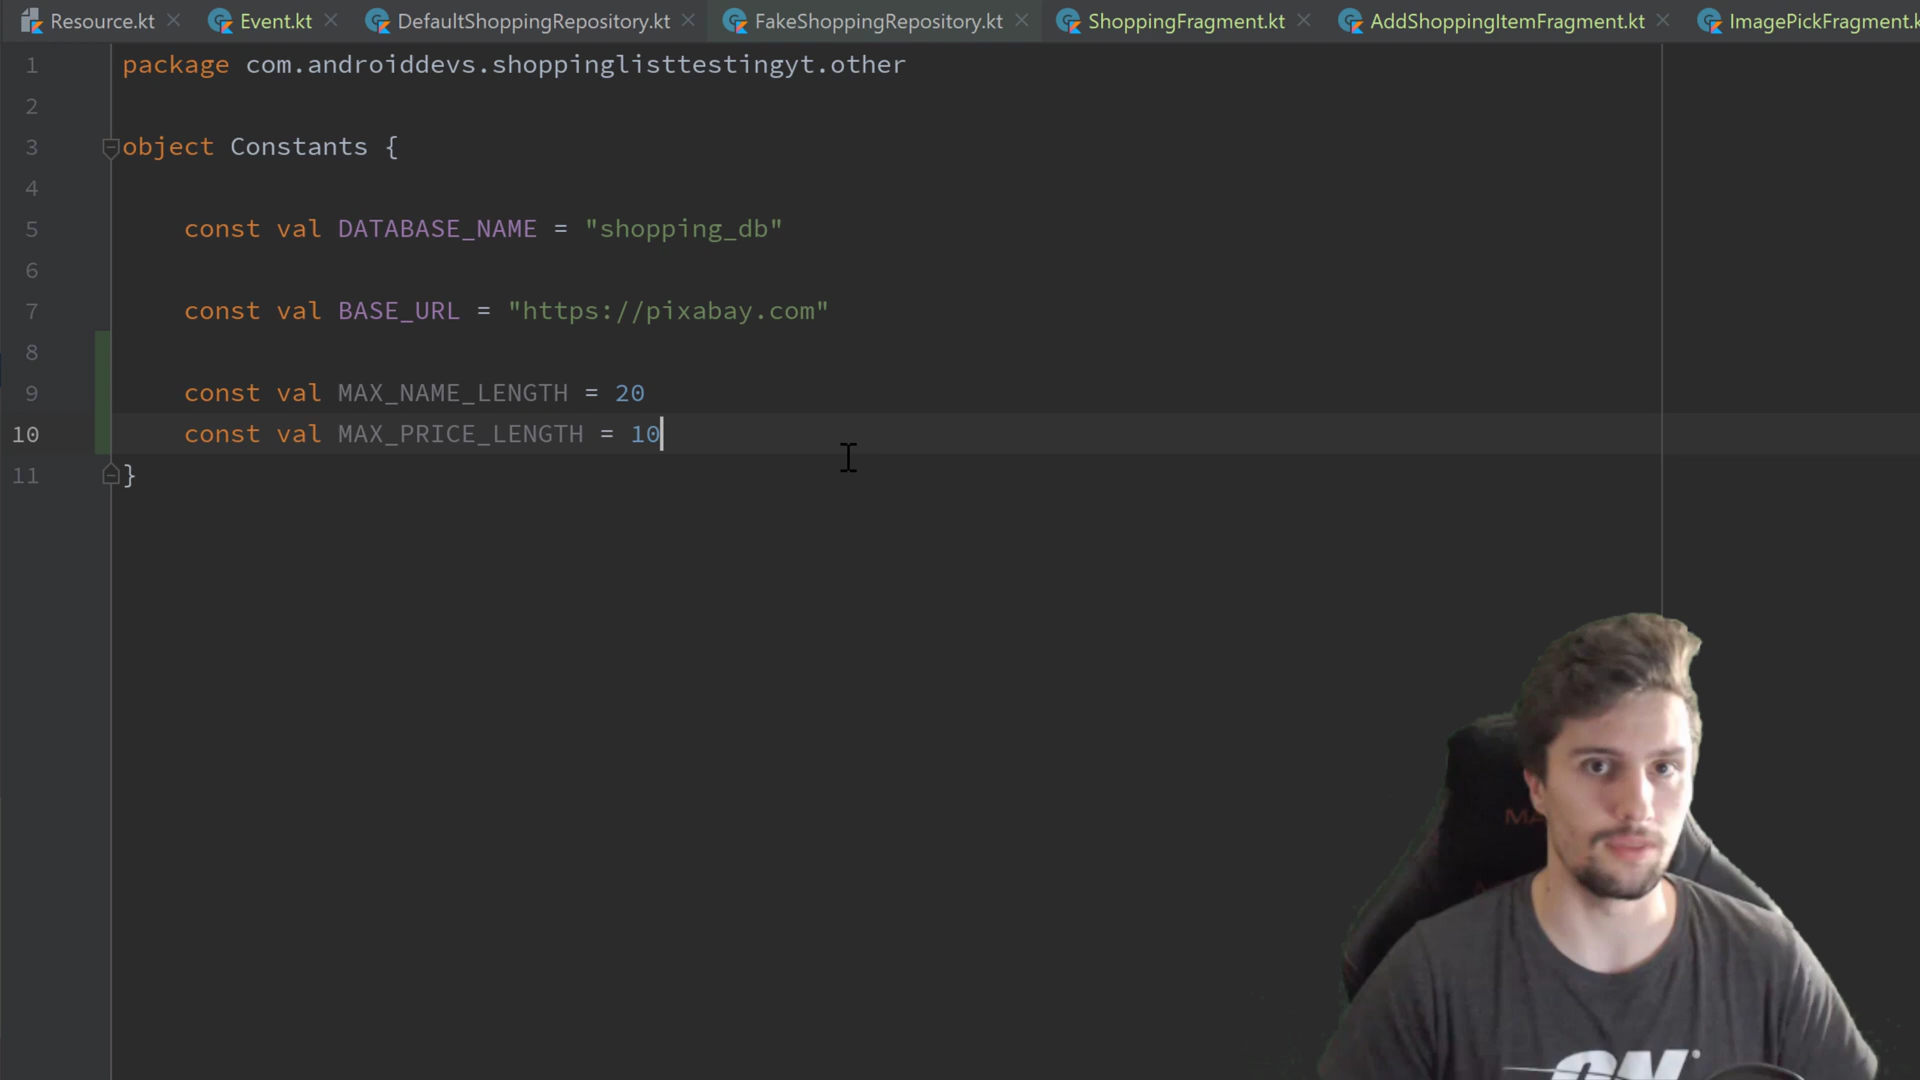 Resource.kt Event.kt DefaultShoppingRepository.kt FakeShoppingRepository.kt ShoppingFragment.kt AddShoppingItemFragment.kt ImagePickFragment.k
1 package com.androiddevs.shoppinglisttestingyt.other
2
3 object Constants {
4
5 const val DATABASE_NAME = "shopping_db"
6
7 const val BASE_URL = "https://pixabay.com"
8
9 const val MAX_NAME_LENGTH = 20
10 const val MAX_PRICE_LENGTH = 10
11 }